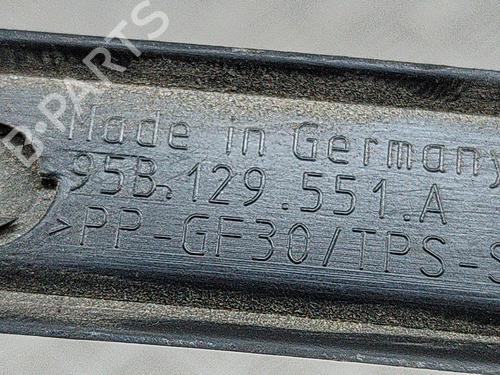 Made in Germany
95B.129.551.A
>PP-GF30/TPS-S
D-PARTS